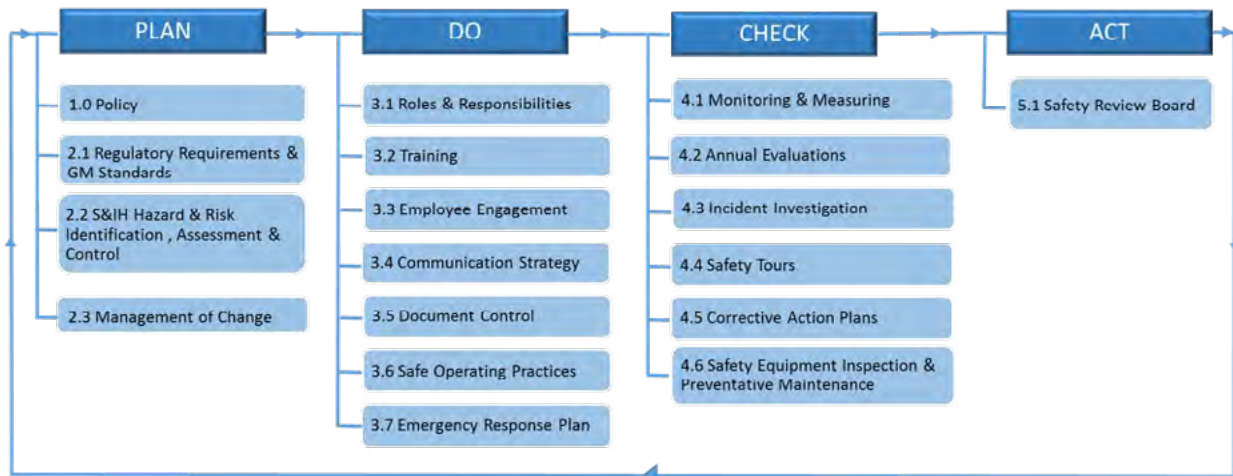 PLAN
1.0 Policy
2.1 Regulatory Requirements &
GM Standards
2.2 S&IH Hazard & Risk
Identification , Assessment &
Control
2.3 Management of Change
DO
3.1 Roles & Responsibilities
3.2 Training
3.3 Employee Engagement
3.4 Communication Strategy
3.5 Document Control
3.6 Safe Operating Practices
3.7 Emergency Response Plan
CHECK
4.1 Monitoring & Measuring
4.2 Annual Evaluations
4.3 Incident Investigation
4.4 Safety Tours
4.5 Corrective Action Plans
4.6 Safety Equipment Inspection &
Preventative Maintenance
ACT
5.1 Safety Review Board